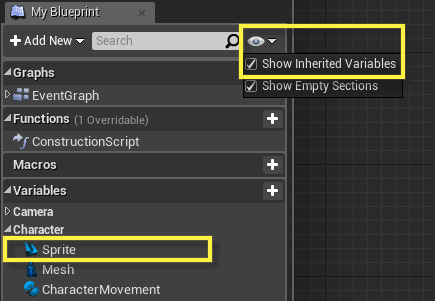 My Blueprint
Add New
Search
Show Inherited Variables
Show Empty Sections
Graphs
EventGraph
Functions (1 Overridable)
ConstructionScript
Macros
Variables
Camera
Character
Sprite
Mesh
CharacterMovement